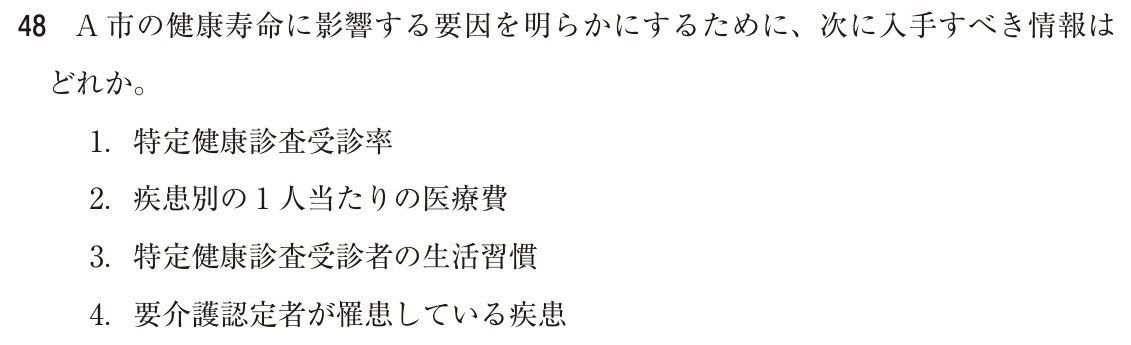 48 A市の健康寿命に影響する要因を明らかにするために、次に入手すべき情報は
どれか。
1. 特定健康診査受診率
2. 疾患別の1人当たりの医療費
3. 特定健康診査受診者の生活習慣
4. 要介護認定者が罹患している疾患